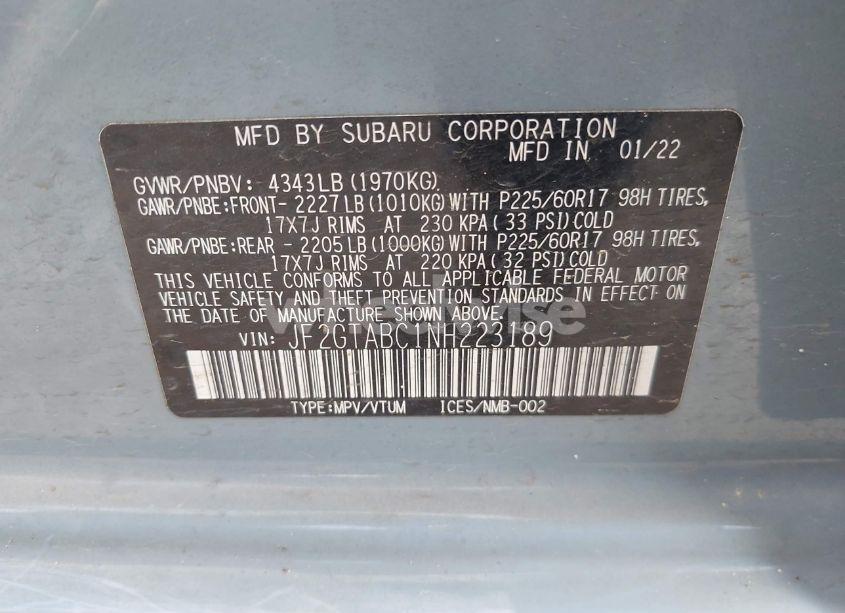 MFD BY SUBARU CORPORATION
MFD IN 01/22
GVWR/PNBV: 4343LB (1970KG)
GAWR/PNBE:FRONT- 2227LB (1010KG) WITH P225/60R17 98H TIRES,
17X7J RIMS AT 230 KPA( 33 PSI) COLD
GAWR/PNBE:REAR - 2205LB (1000KG) WITH P225/60R17 98H TIRES,
17X7J RIMS AT 220 KPA( 32 PSI) COLD
THIS VEHICLE CONFORMS TO ALL APPLICABLE FEDERAL MOTOR
VEHICLE SAFETY AND THEFT PREVENTION STANDARDS IN EFFECT ON
THE DATE OF MANUFACTURE SHOWN ABOVE.
VIN: JF2GTABC1NH223189
TYPE:MPV/VTUM ICES/NMB-002